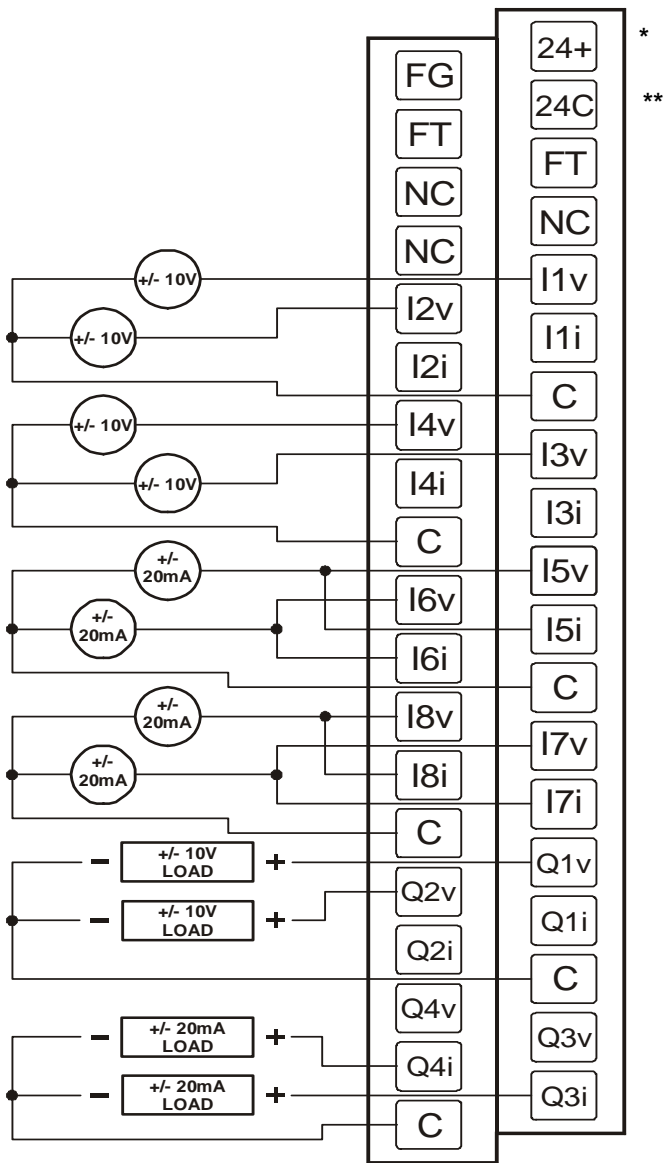 24+
*
FG
24C
**
FT
FT
NC
NC
+/- 10V
I1v
I2v
+/- 10V
I1i
I2i
C
+/- 10V
I4v
I3v
+/- 10V
I4i
I3i
C
+/-
20mA
I5v
I6v
+/-
20mA
I5i
I6i
C
+/-
20mA
I8v
I7v
+/-
20mA
I8i
I7i
C
– +/- 10V
LOAD +
Q1v
Q2v
– +/- 10V
LOAD +
Q1i
Q2i
C
Q4v
– +/- 20mA
LOAD +
Q3v
Q4i
– +/- 20mA
LOAD +
Q3i
C